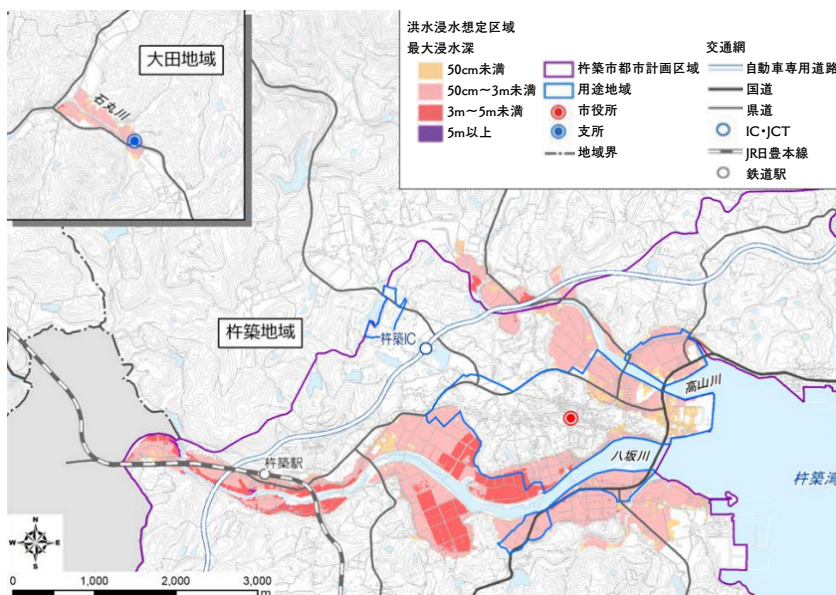 大田地域
石丸川
洪水浸水想定区域
最大浸水深
50cm未満
50cm～3m未満
3m～5m未満
5m以上
杵築市都市計画区域
用途地域
市役所
支所
地域界
交通網
自動車専用道路
国道
県道
IC・JCT
JR日豊本線
鉄道駅
杵築地域
杵築IC
高山川
八坂川
杵築駅
杵築湾
N
W
E
S
0 1,000 2,000 3,000
m